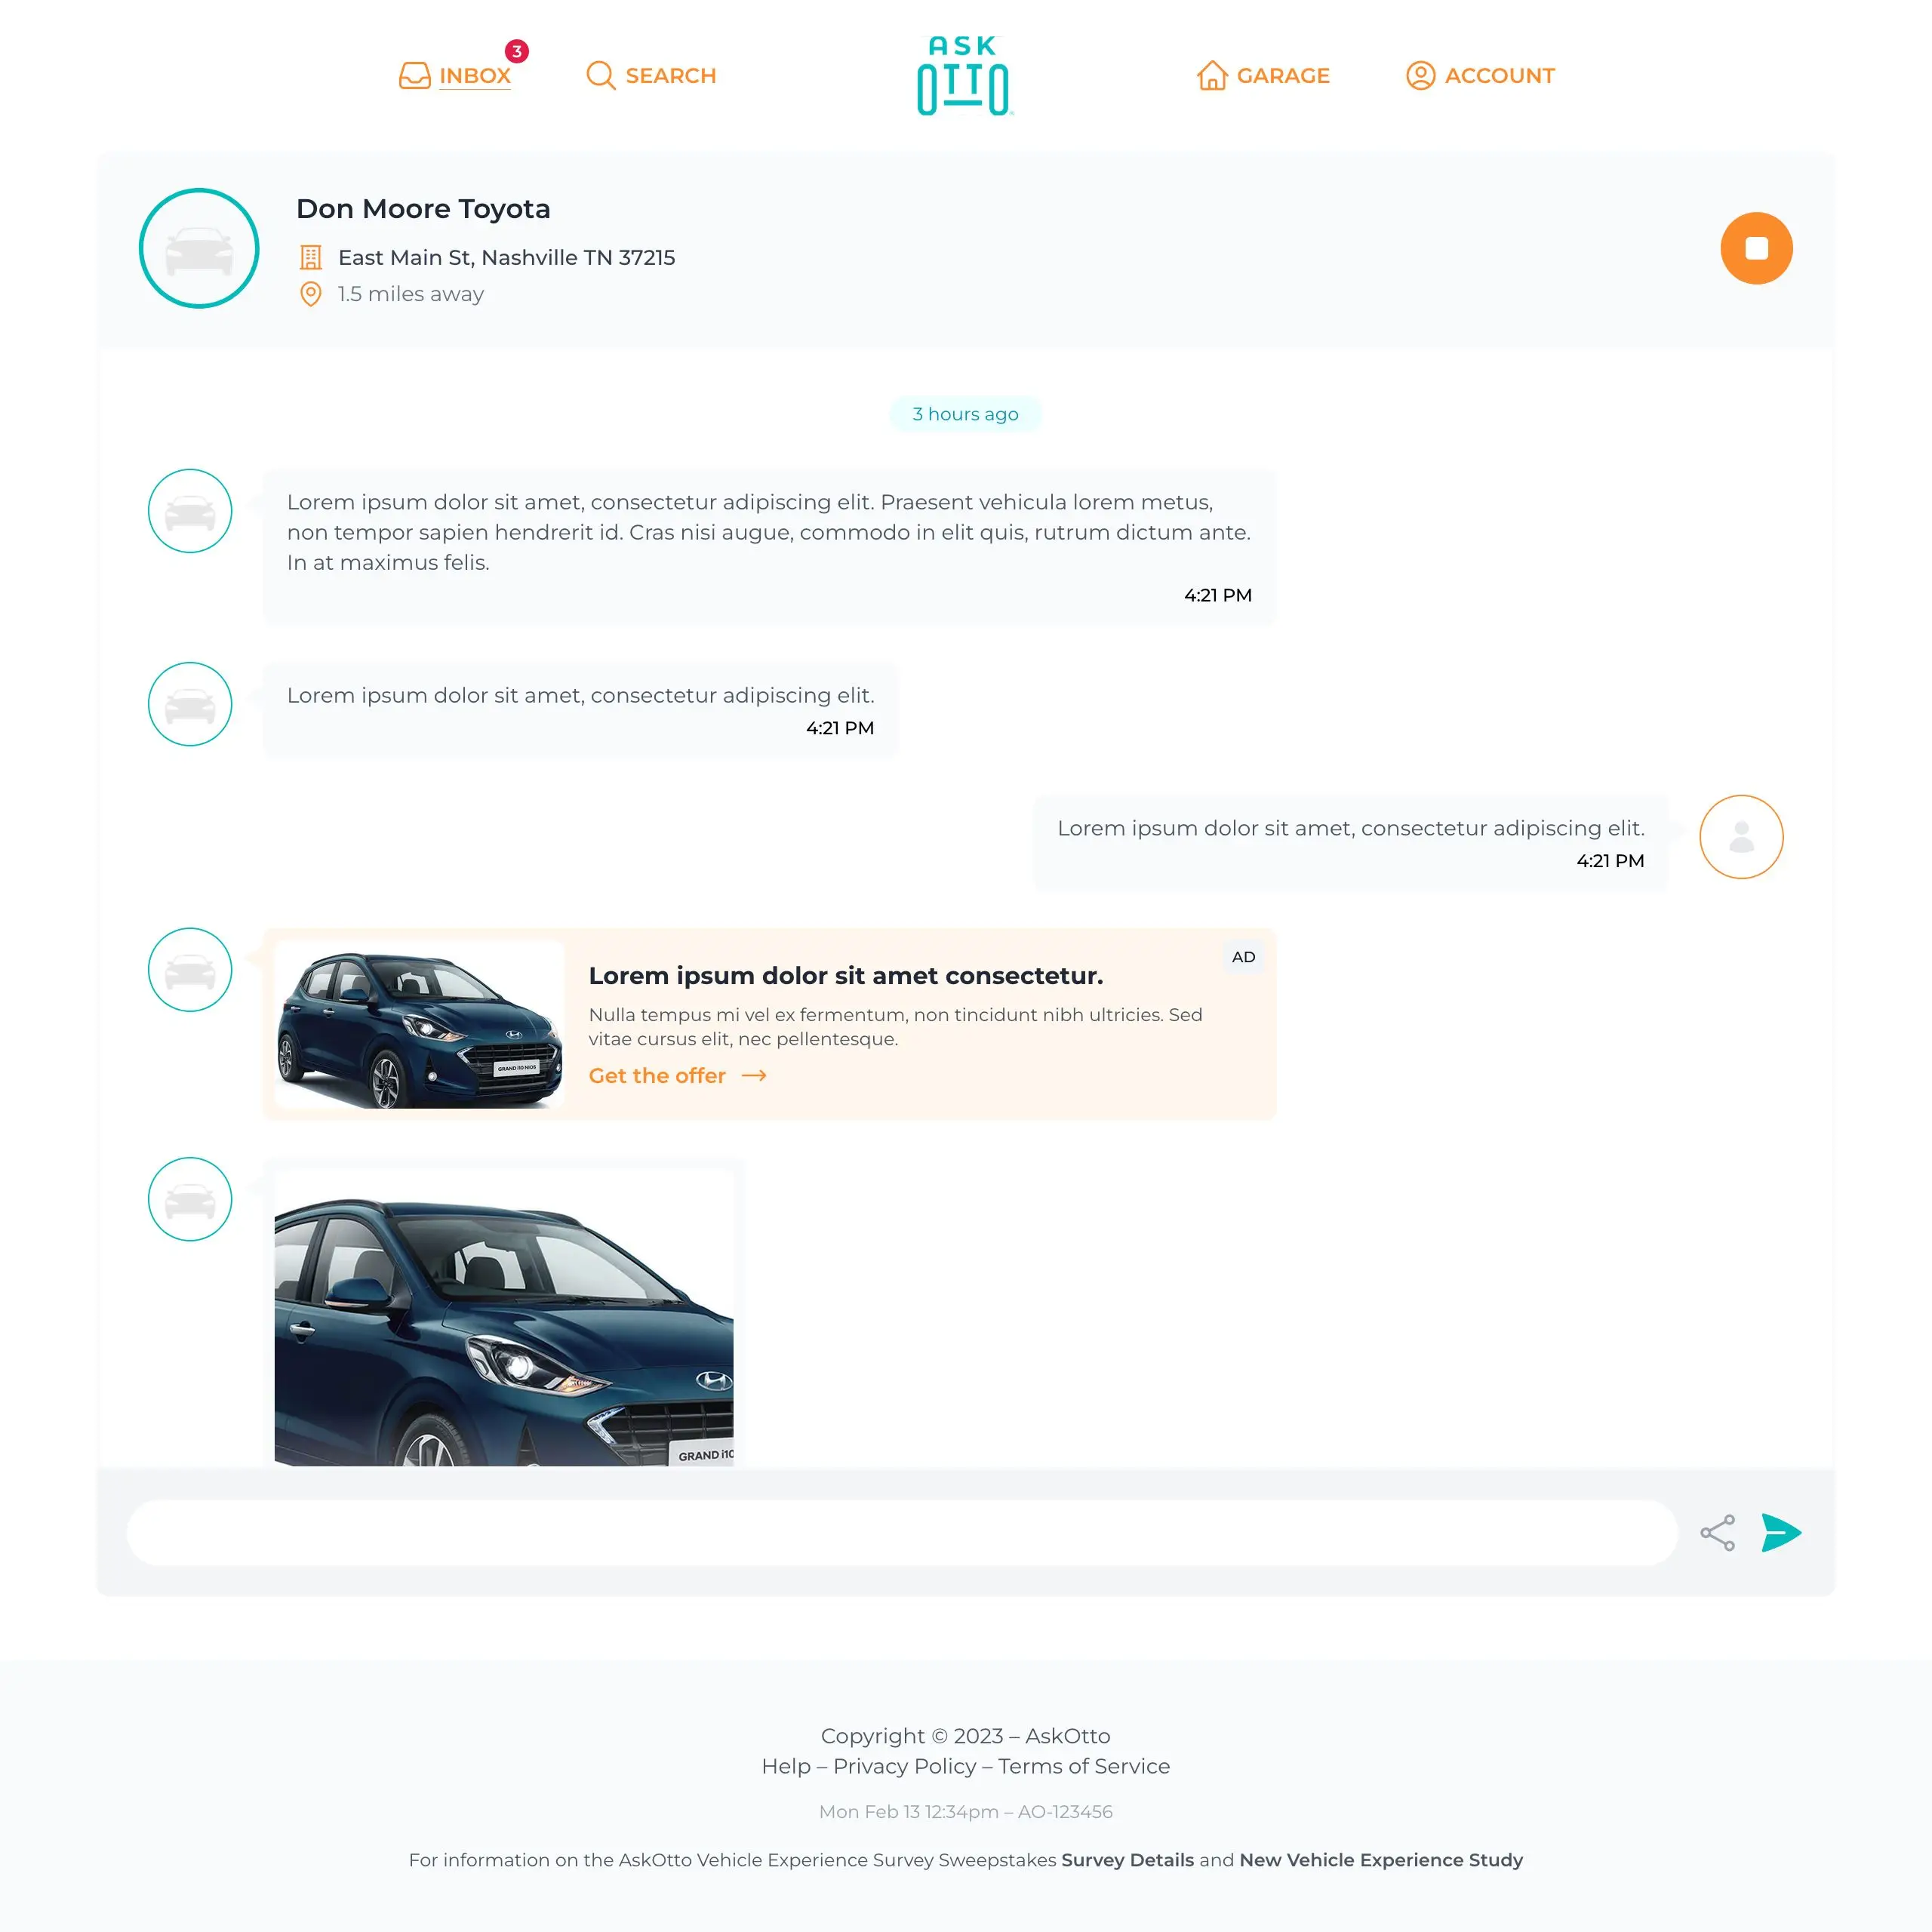 3
INBOX
SEARCH
ASK
OTTO
GARAGE
ACCOUNT
Don Moore Toyota
East Main St, Nashville TN 37215
1.5 miles away
3 hours ago
Lorem ipsum dolor sit amet, consectetur adipiscing elit. Praesent vehicula lorem metus,
non tempor sapien hendrerit id. Cras nisi augue, commodo in elit quis, rutrum dictum ante.
In at maximus felis.
4:21 PM
Lorem ipsum dolor sit amet, consectetur adipiscing elit.
4:21 PM
Lorem ipsum dolor sit amet, consectetur adipiscing elit.
4:21 PM
AD
Lorem ipsum dolor sit amet consectetur.
Nulla tempus mi vel ex fermentum, non tincidunt nibh ultricies. Sed
vitae cursus elit, nec pellentesque.
Get the offer
GRAND i10 NIOS
GRAND i10
Copyright © 2023 – AskOtto
Help – Privacy Policy – Terms of Service
Mon Feb 13 12:34pm – AO-123456
For information on the AskOtto Vehicle Experience Survey Sweepstakes Survey Details and New Vehicle Experience Study